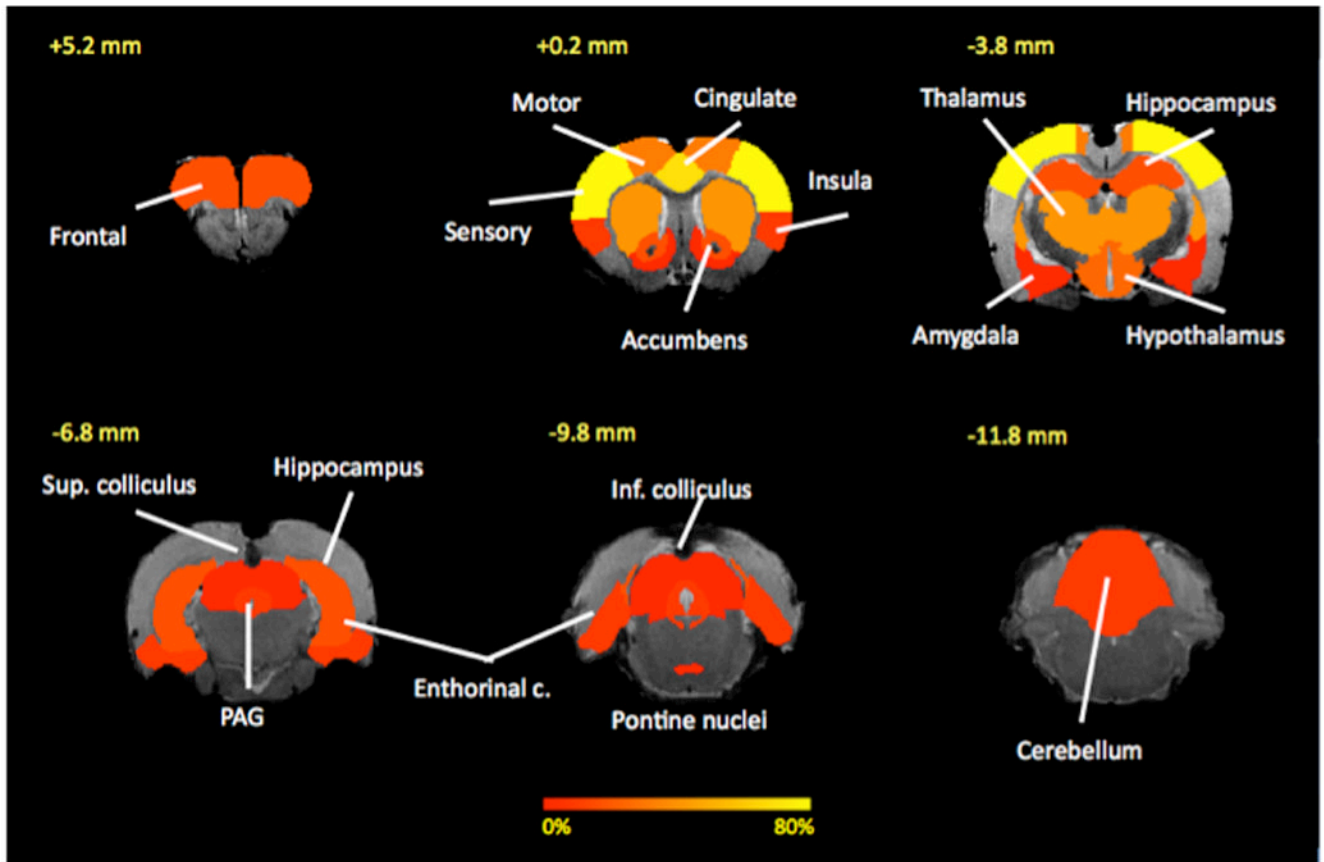 +5.2 mm
+0.2 mm
-3.8 mm
Motor
Cingulate
Thalamus
Hippocampus
Insula
Frontal
Sensory
Accumbens
Amygdala
Hypothalamus
-6.8 mm
-9.8 mm
-11.8 mm
Sup. colliculus
Hippocampus
Inf. colliculus
Enthorinal c.
PAG
Pontine nuclei
Cerebellum
0%
80%